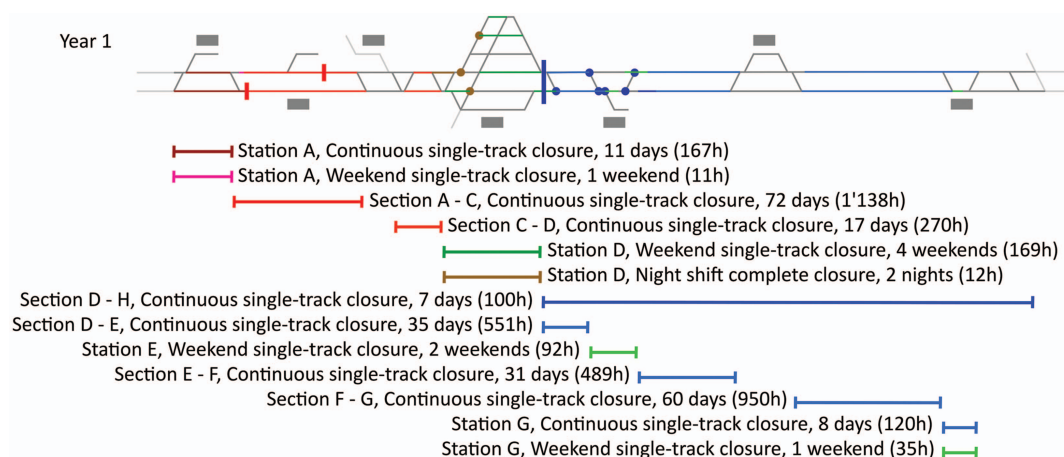 Year 1
Station A, Continuous single-track closure, 11 days (167h)
Station A, Weekend single-track closure, 1 weekend (11h)
Section A - C, Continuous single-track closure, 72 days (1'138h)
Section C - D, Continuous single-track closure, 17 days (270h)
Station D, Weekend single-track closure, 4 weekends (169h)
Station D, Night shift complete closure, 2 nights (12h)
Section D - H, Continuous single-track closure, 7 days (100h)
Section D - E, Continuous single-track closure, 35 days (551h)
Station E, Weekend single-track closure, 2 weekends (92h)
Section E - F, Continuous single-track closure, 31 days (489h)
Section F - G, Continuous single-track closure, 60 days (950h)
Station G, Continuous single-track closure, 8 days (120h)
Station G, Weekend single-track closure, 1 weekend (35h)